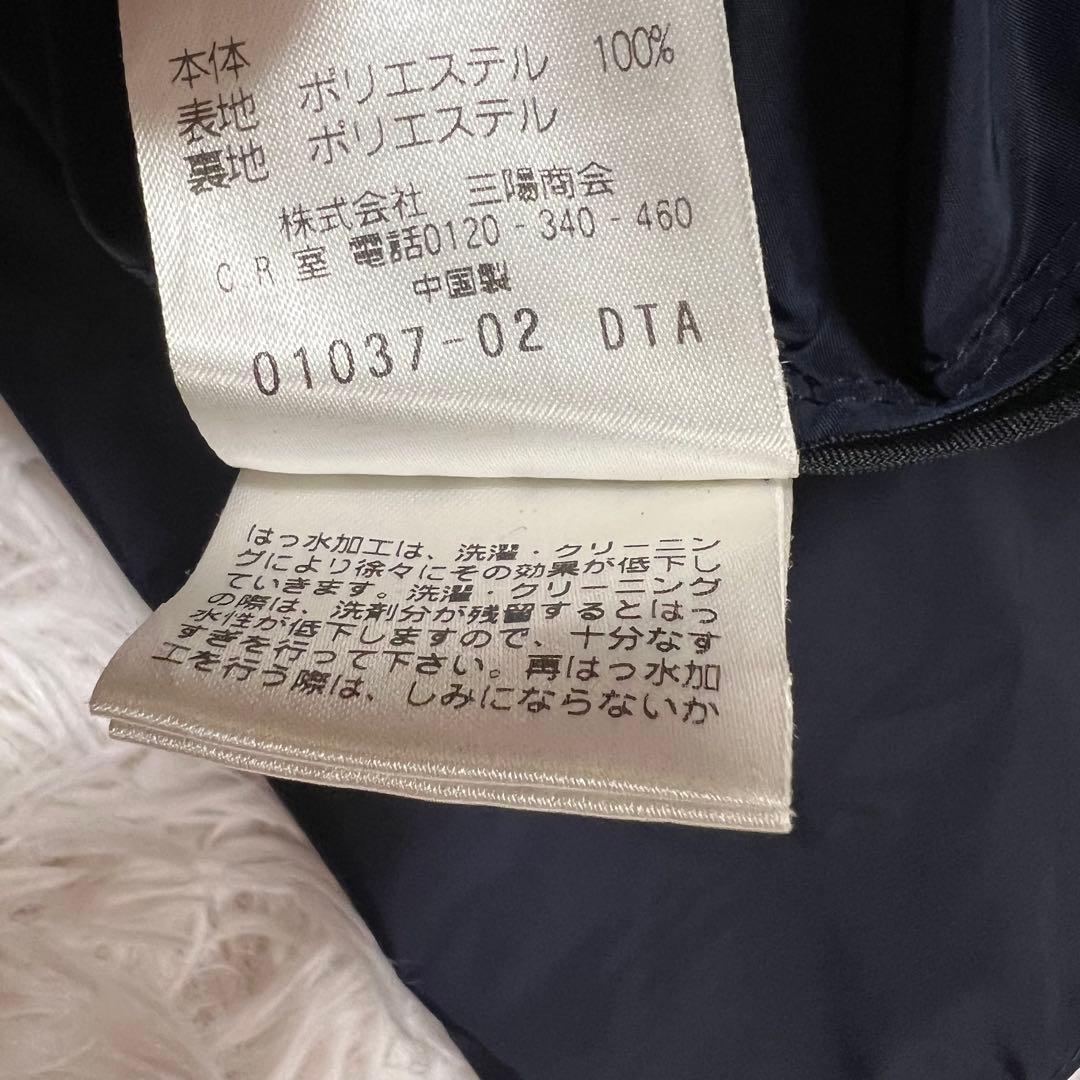 本体
表地 ポリエステル 100%
裏地 ポリエステル
株式会社 三陽商会
CR室 電話0120-340-460
中国製
01037-02 DTA
はっ水加工は、洗濯・クリーニン
グにより徐々にその効果が低下し
ていきます。洗濯・クリーニング
の際は、洗剤分が残留するとはっ
水性が低下しますので、十分なす
すぎを行って下さい。再はっ水加
工を行う際は、しみにならないか